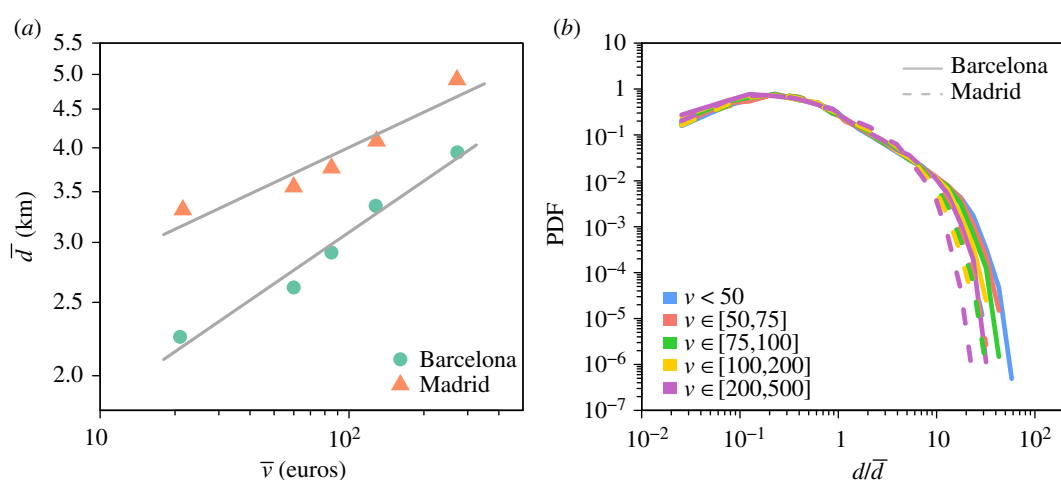 (a)
5.5
5.0
4.5
4.0
3.5
3.0
2.5
2.0
d̅ (km)
10
10²
v̅ (euros)
Barcelona
Madrid
(b)
10
1
10⁻¹
10⁻²
10⁻³
10⁻⁴
10⁻⁵
10⁻⁶
10⁻⁷
PDF
Barcelona
Madrid
v < 50
v ∈ [50,75]
v ∈ [75,100]
v ∈ [100,200]
v ∈ [200,500]
10⁻²
10⁻¹
1
10
10²
d/d̅